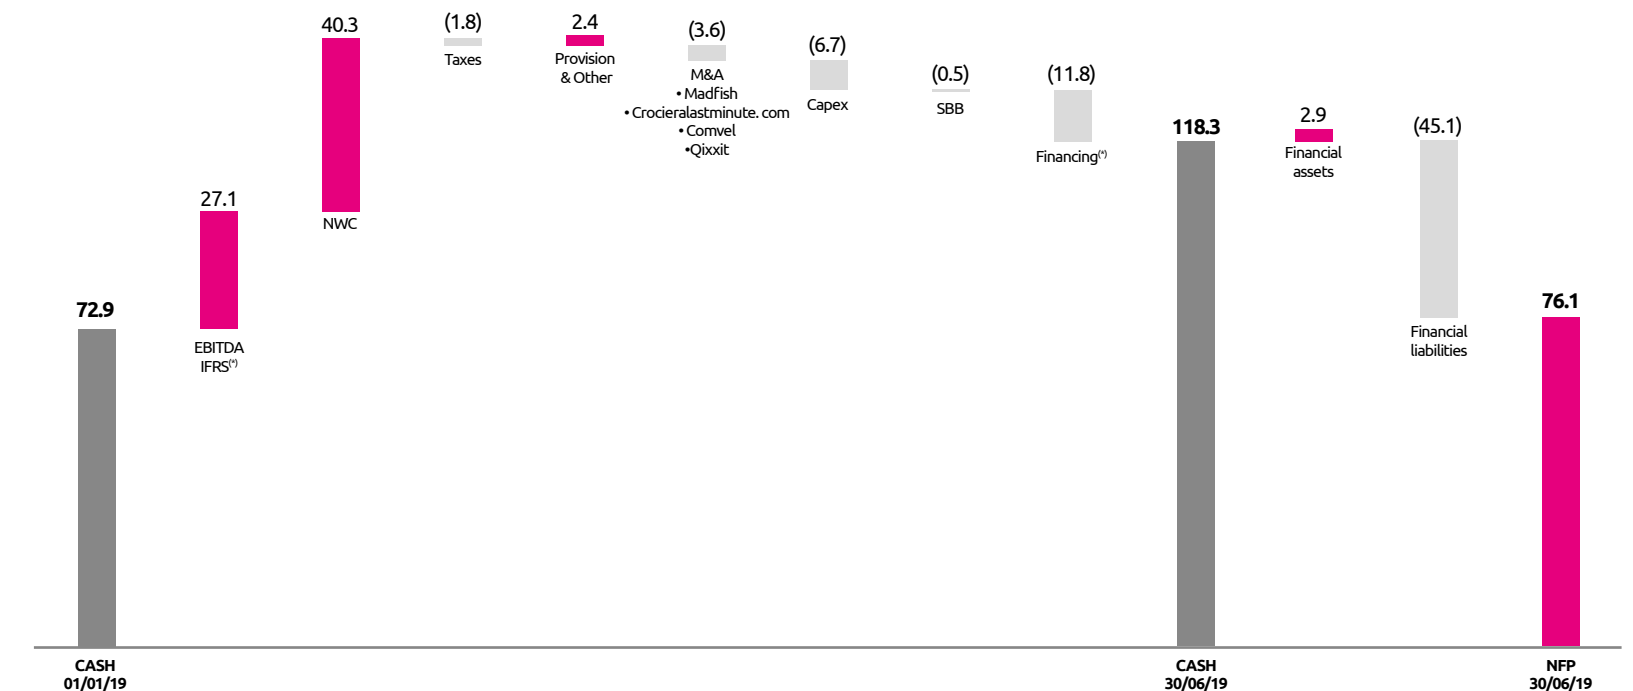 72.9
CASH
01/01/19
27.1
EBITDA
IFRS(*)
40.3
NWC
(1.8)
Taxes
2.4
Provision
& Other
(3.6)
M&A
• Madfish
• Crocieralastminute. com
• Comvel
•Qixxit
(6.7)
Capex
(0.5)
SBB
(11.8)
Financing(*)
118.3
CASH
30/06/19
2.9
Financial
assets
(45.1)
Financial
liabilities
76.1
NFP
30/06/19